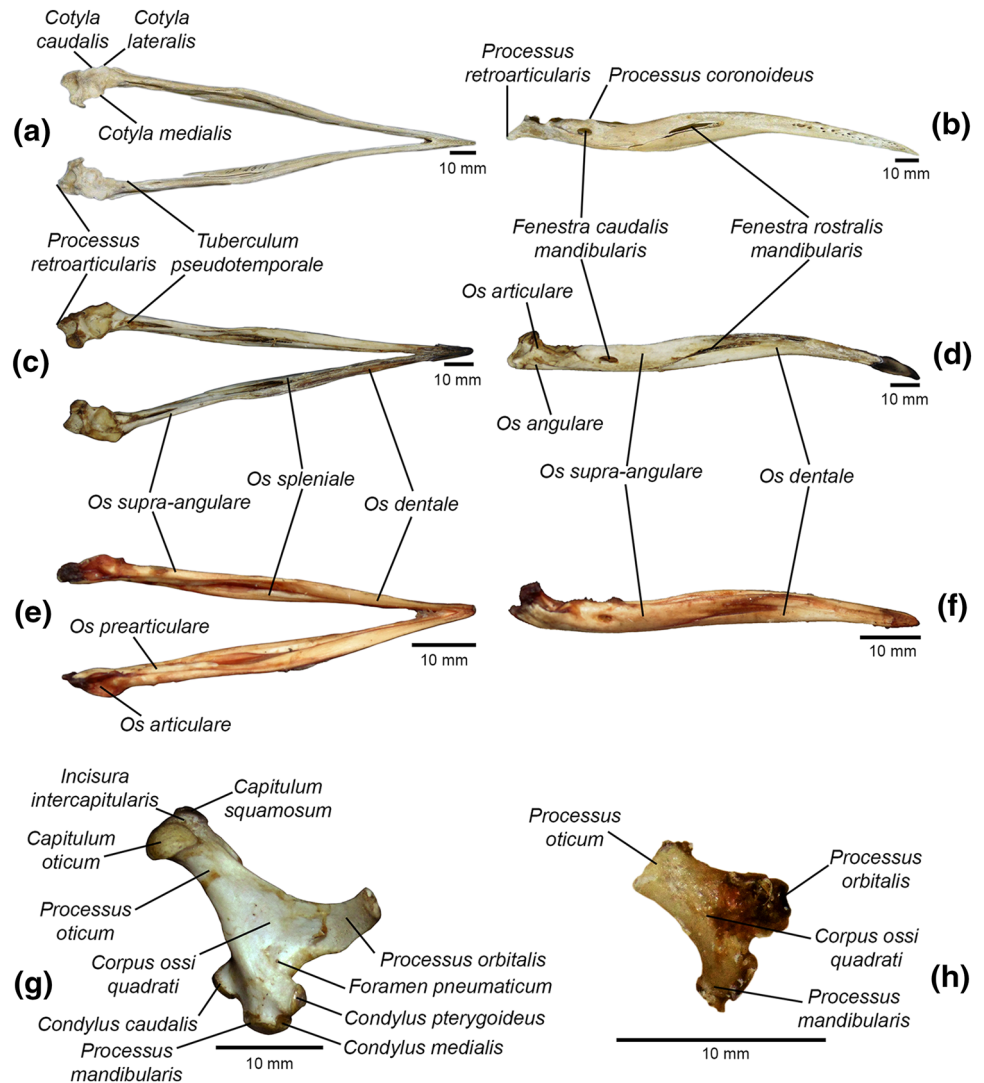 Cotyla caudalis
Cotyla lateralis
Processus retroarticularis
Processus coronoideus
(a)
Cotyla medialis
(b)
10 mm
10 mm
Processus retroarticularis
Tuberculum pseudotemporale
Fenestra caudalis mandibularis
Fenestra rostralis mandibularis
Os articulare
(c)
(d)
10 mm
10 mm
Os angulare
Os supra-angulare
Os spleniale
Os dentale
Os supra-angulare
Os dentale
(e)
(f)
Os prearticulare
10 mm
10 mm
Os articulare
Incisura intercapitularis
Capitulum squamosum
Capitulum oticum
Processus oticum
Processus oticum
Processus orbitalis
Corpus ossi quadrati
Processus orbitalis
Corpus ossi quadrati
(g)
Foramen pneumaticum
(h)
Condylus caudalis
Condylus pterygoideus
Processus mandibularis
Processus mandibularis
Condylus medialis
10 mm
10 mm